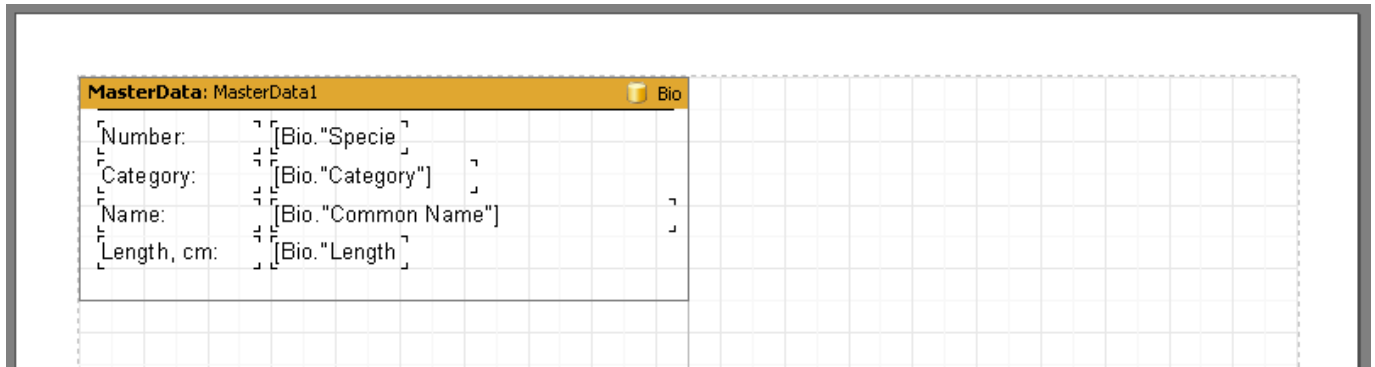 MasterData: MasterData1 Bio
Number: [Bio."Specie
Category: [Bio."Category"]
Name: [Bio."Common Name"]
Length, cm: [Bio."Length